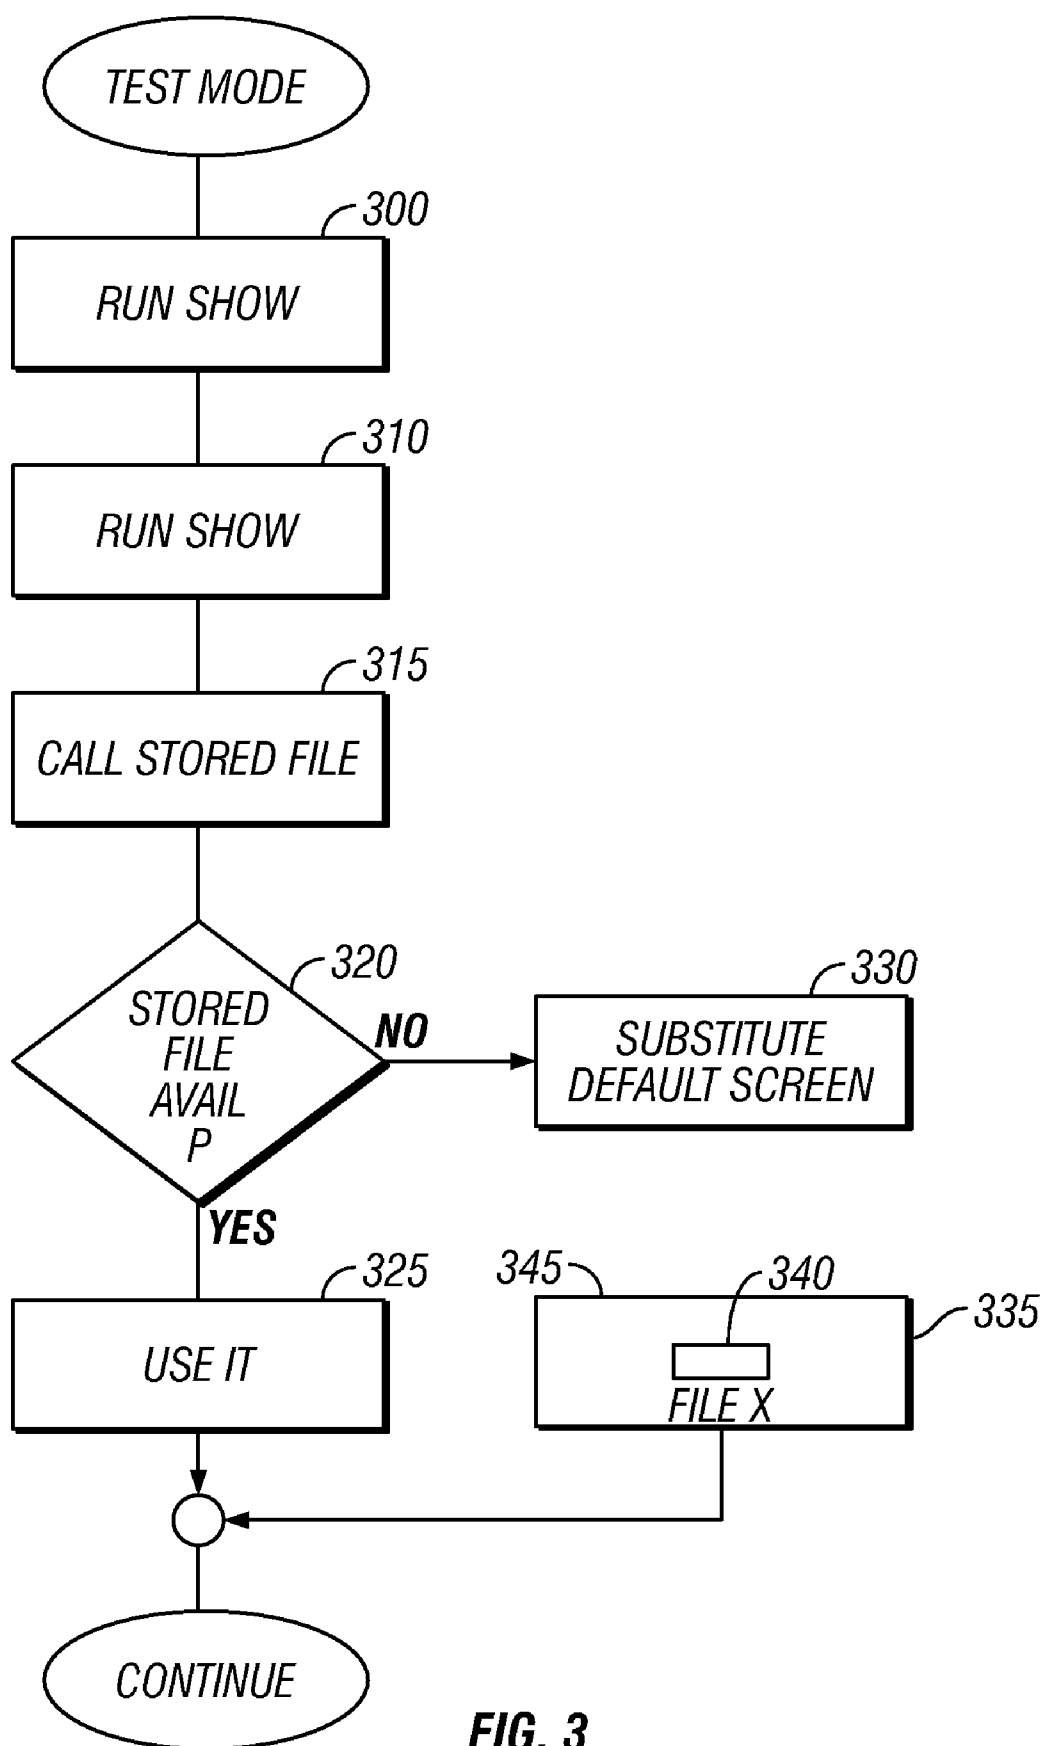 TEST MODE
300
RUN SHOW
310
RUN SHOW
315
CALL STORED FILE
320
STORED
FILE
AVAIL
P
NO
330
SUBSTITUTE
DEFAULT SCREEN
YES
325
USE IT
345
340
335
FILE X
CONTINUE
FIG. 3